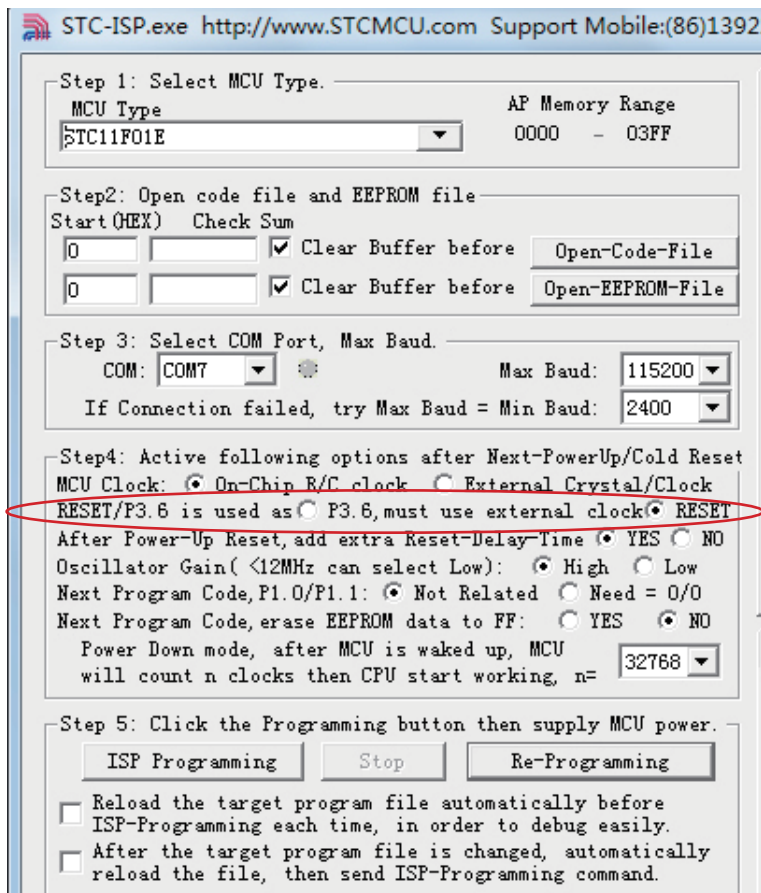 STC-ISP.exe http://www.STCMCU.com Support Mobile:(86)1392
Step 1: Select MCU Type.
MCU Type AP Memory Range
STC11F01E 0000 - 03FF
Step2: Open code file and EEPROM file
Start(HEX) Check Sum
0 Clear Buffer before Open-Code-File
0 Clear Buffer before Open-EEPROM-File
Step 3: Select COM Port, Max Baud.
COM: COM7 Max Baud: 115200
If Connection failed, try Max Baud = Min Baud: 2400
Step4: Active following options after Next-PowerUp/Cold Reset
MCU Clock: On-Chip R/C clock External Crystal/Clock
RESET/P3.6 is used as P3.6,must use external clock RESET
After Power-Up Reset,add extra Reset-Delay-Time YES NO
Oscillator Gain( <12MHz can select Low): High Low
Next Program Code,P1.0/P1.1: Not Related Need = 0/0
Next Program Code,erase EEPROM data to FF: YES NO
Power Down mode, after MCU is waked up, MCU
will count n clocks then CPU start working, n= 32768
Step 5: Click the Programming button then supply MCU power.
ISP Programming Stop Re-Programming
Reload the target program file automatically before
ISP-Programming each time, in order to debug easily.
After the target program file is changed, automatically
reload the file, then send ISP-Programming command.